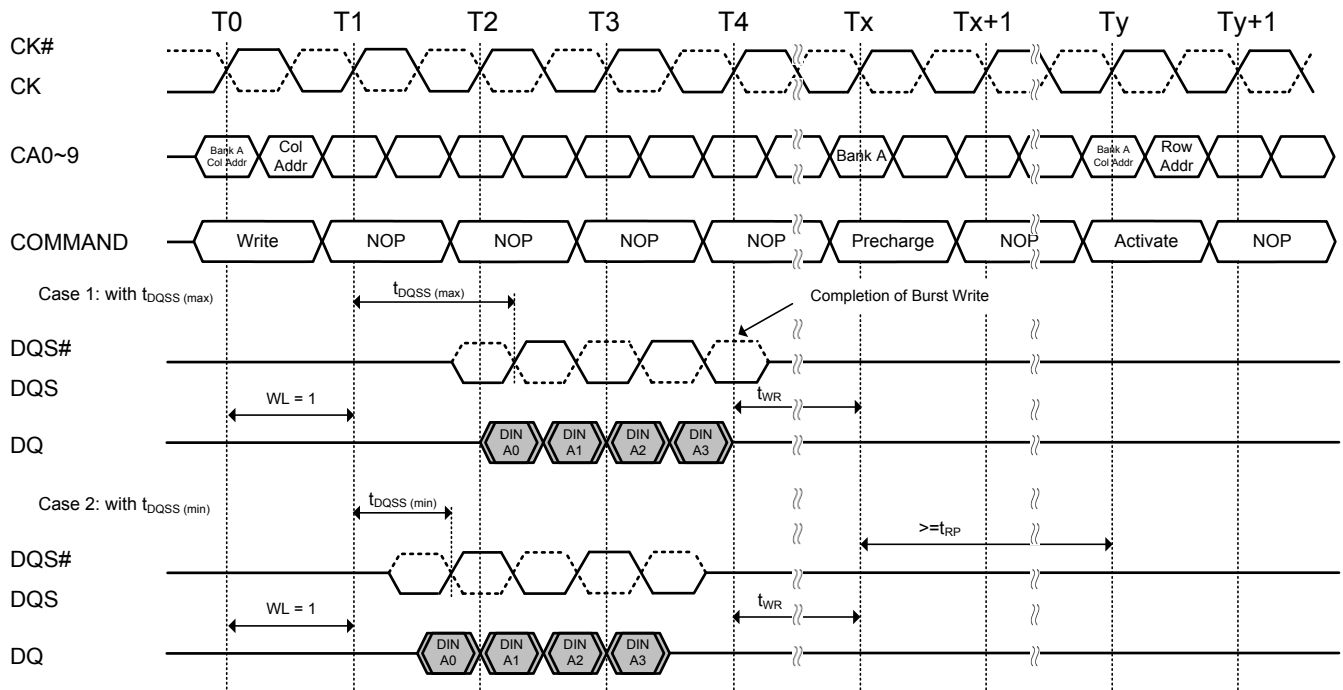 T0 T1 T2 T3 T4 Tx Tx+1 Ty Ty+1
CK#
CK
CA0~9
Bank A
Col Addr
Col
Addr
Bank A
Bank A
Col Addr
Row
Addr
COMMAND
Write NOP NOP NOP NOP Precharge NOP Activate NOP
Case 1: with tDQSS (max)
tDQSS (max)
Completion of Burst Write
DQS#
DQS
WL = 1
tWR
DQ
DIN
A0
DIN
A1
DIN
A2
DIN
A3
Case 2: with tDQSS (min)
tDQSS (min)
>=tRP
DQS#
DQS
WL = 1
tWR
DQ
DIN
A0
DIN
A1
DIN
A2
DIN
A3